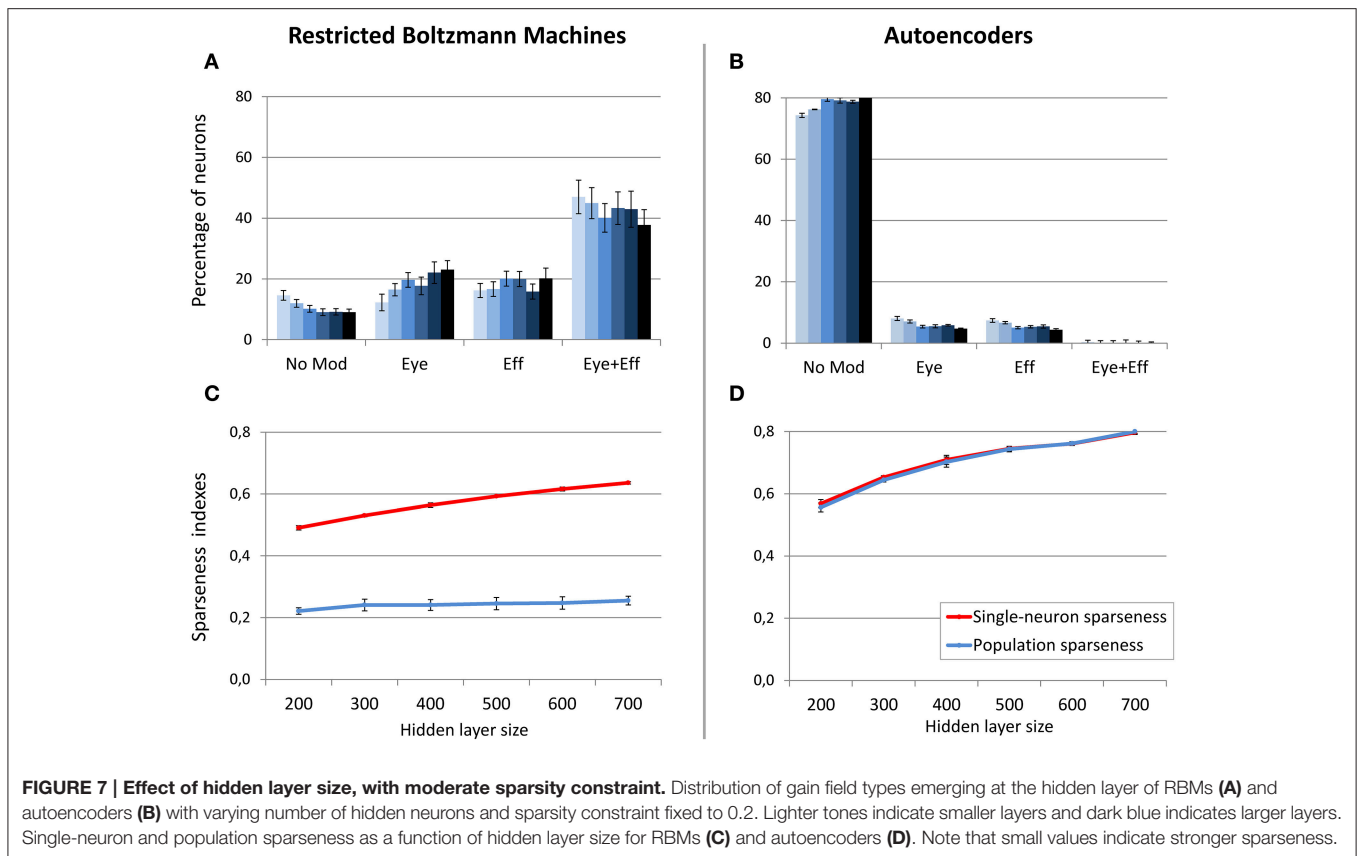 Restricted Boltzmann Machines
Autoencoders
A
B
Percentage of neurons
80
60
40
20
0
No Mod
Eye
Eff
Eye+Eff
80
60
40
20
0
No Mod
Eye
Eff
Eye+Eff
C
D
Sparseness indexes
0,8
0,6
0,4
0,2
0,0
200
300
400
500
600
700
Hidden layer size
0,8
0,6
0,4
0,2
0,0
Single-neuron sparseness
Population sparseness
200
300
400
500
600
700
Hidden layer size
FIGURE 7 | Effect of hidden layer size, with moderate sparsity constraint. Distribution of gain field types emerging at the hidden layer of RBMs (A) and
autoencoders (B) with varying number of hidden neurons and sparsity constraint fixed to 0.2. Lighter tones indicate smaller layers and dark blue indicates larger layers.
Single-neuron and population sparseness as a function of hidden layer size for RBMs (C) and autoencoders (D). Note that small values indicate stronger sparseness.